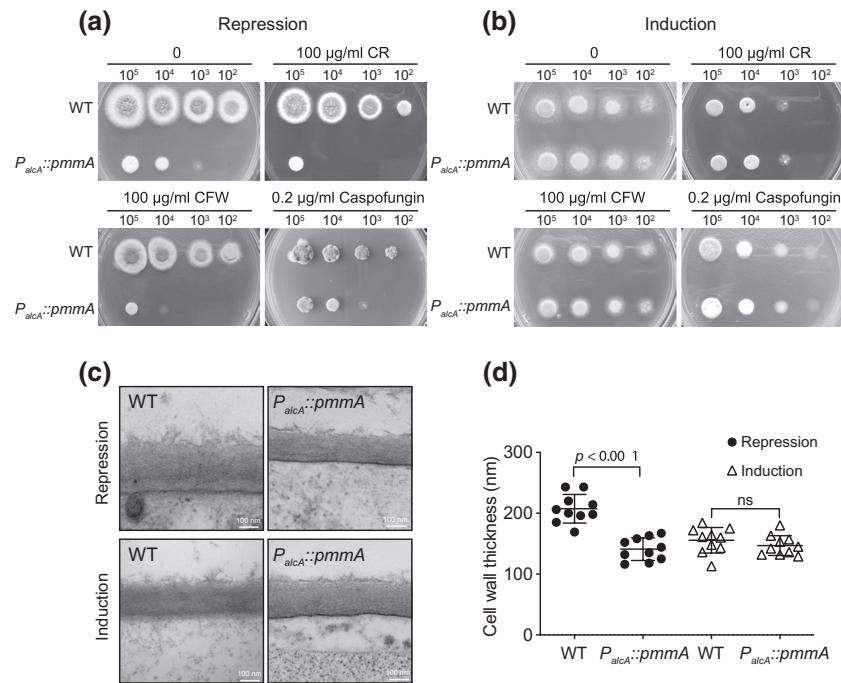 (a)
Repression
0
100 µg/ml CR
10⁵ 10⁴ 10³ 10²
10⁵ 10⁴ 10³ 10²
WT
P_alcA::pmmA
100 µg/ml CFW
0.2 µg/ml Caspofungin
10⁵ 10⁴ 10³ 10²
10⁵ 10⁴ 10³ 10²
WT
P_alcA::pmmA
(b)
Induction
0
100 µg/ml CR
10⁵ 10⁴ 10³ 10²
10⁵ 10⁴ 10³ 10²
WT
P_alcA::pmmA
100 µg/ml CFW
0.2 µg/ml Caspofungin
10⁵ 10⁴ 10³ 10²
10⁵ 10⁴ 10³ 10²
WT
P_alcA::pmmA
(c)
Repression
WT
100 nm
P_alcA::pmmA
100 nm
Induction
WT
100 nm
P_alcA::pmmA
100 nm
(d)
Cell wall thickness (nm)
300
200
100
0
p < 0.00 1
ns
Repression
Induction
WT
P_alcA::pmmA
WT
P_alcA::pmmA